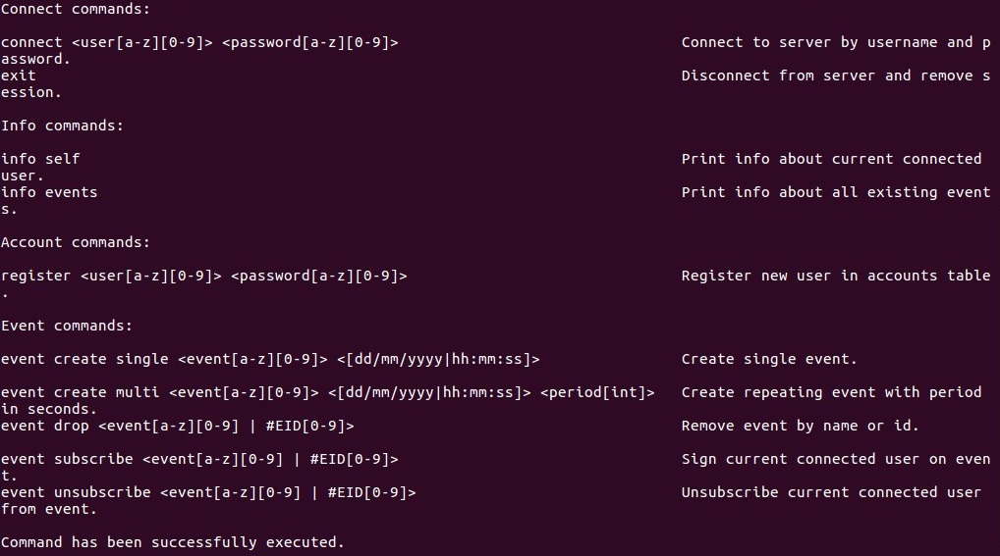 Connect commands:
connect <user[a-z][0-9]> <password[a-z][0-9]> Connect to server by username and p
assword.
exit Disconnect from server and remove s
ession.
Info commands:
info self Print info about current connected
user.
info events Print info about all existing event
s.
Account commands:
register <user[a-z][0-9]> <password[a-z][0-9]> Register new user in accounts table
.
Event commands:
event create single <event[a-z][0-9]> <[dd/mm/yyyy|hh:mm:ss]> Create single event.
event create multi <event[a-z][0-9]> <[dd/mm/yyyy|hh:mm:ss]> <period[int]> Create repeating event with period
in seconds.
event drop <event[a-z][0-9] | #EID[0-9]> Remove event by name or id.
event subscribe <event[a-z][0-9] | #EID[0-9]> Sign current connected user on even
t.
event unsubscribe <event[a-z][0-9] | #EID[0-9]> Unsubscribe current connected user
from event.
Command has been successfully executed.